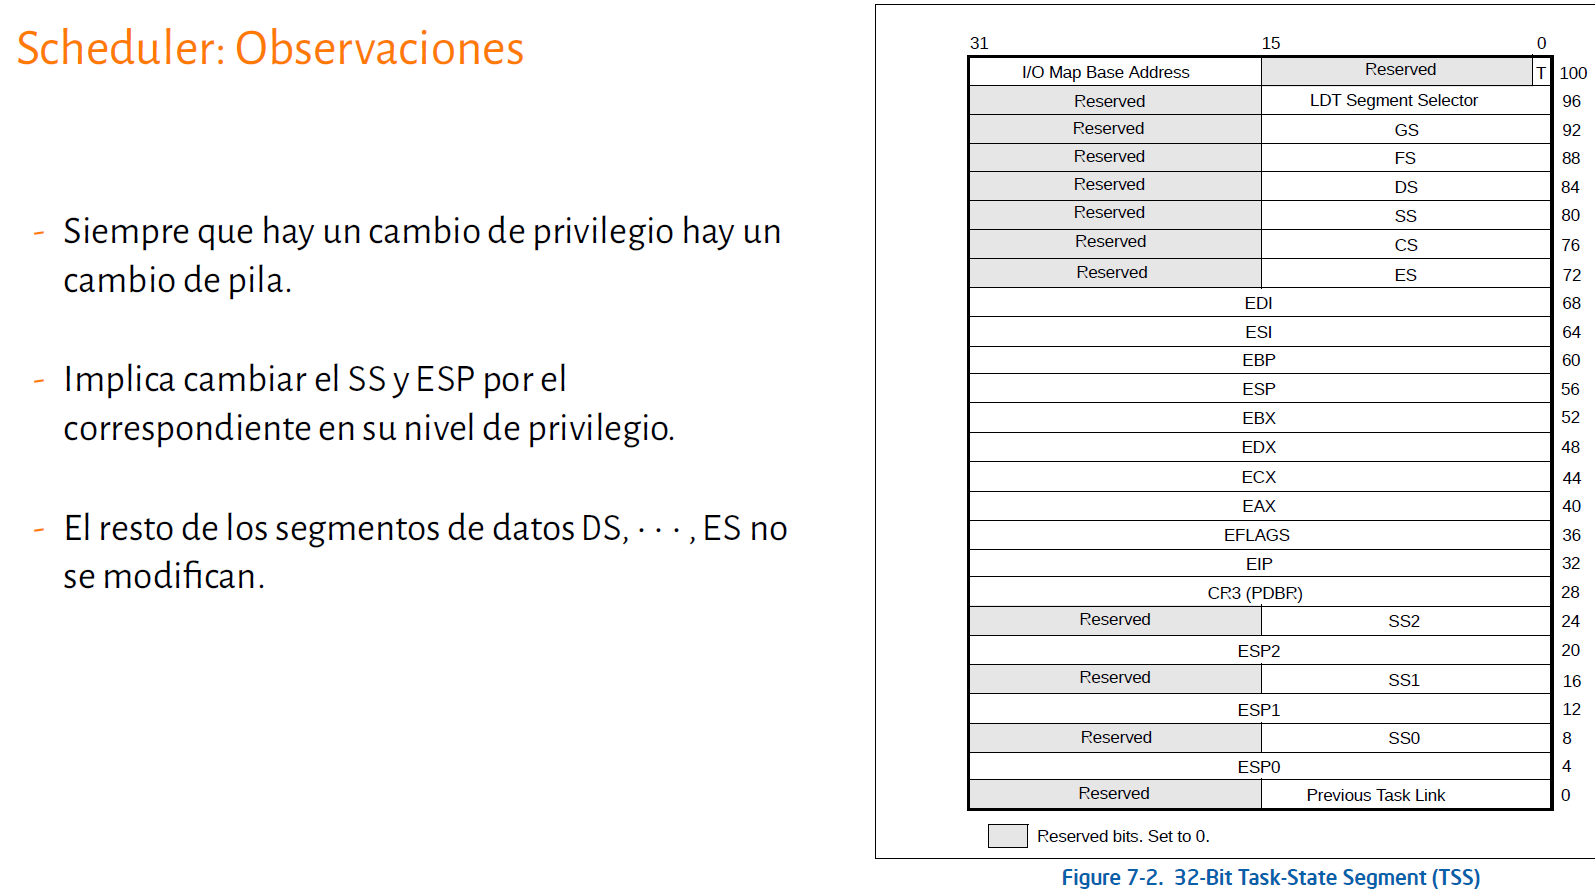 Scheduler: Observaciones
- Siempre que hay un cambio de privilegio hay un
cambio de pila.
- Implica cambiar el SS y ESP por el
correspondiente en su nivel de privilegio.
- El resto de los segmentos de datos DS, · · · , ES no
se modifican.
31 15 0
I/O Map Base Address Reserved T 100
Reserved LDT Segment Selector 96
Reserved GS 92
Reserved FS 88
Reserved DS 84
Reserved SS 80
Reserved CS 76
Reserved ES 72
EDI 68
ESI 64
EBP 60
ESP 56
EBX 52
EDX 48
ECX 44
EAX 40
EFLAGS 36
EIP 32
CR3 (PDBR) 28
Reserved SS2 24
ESP2 20
Reserved SS1 16
ESP1 12
Reserved SS0 8
ESP0 4
Reserved Previous Task Link 0
Reserved bits. Set to 0.
Figure 7-2. 32-Bit Task-State Segment (TSS)